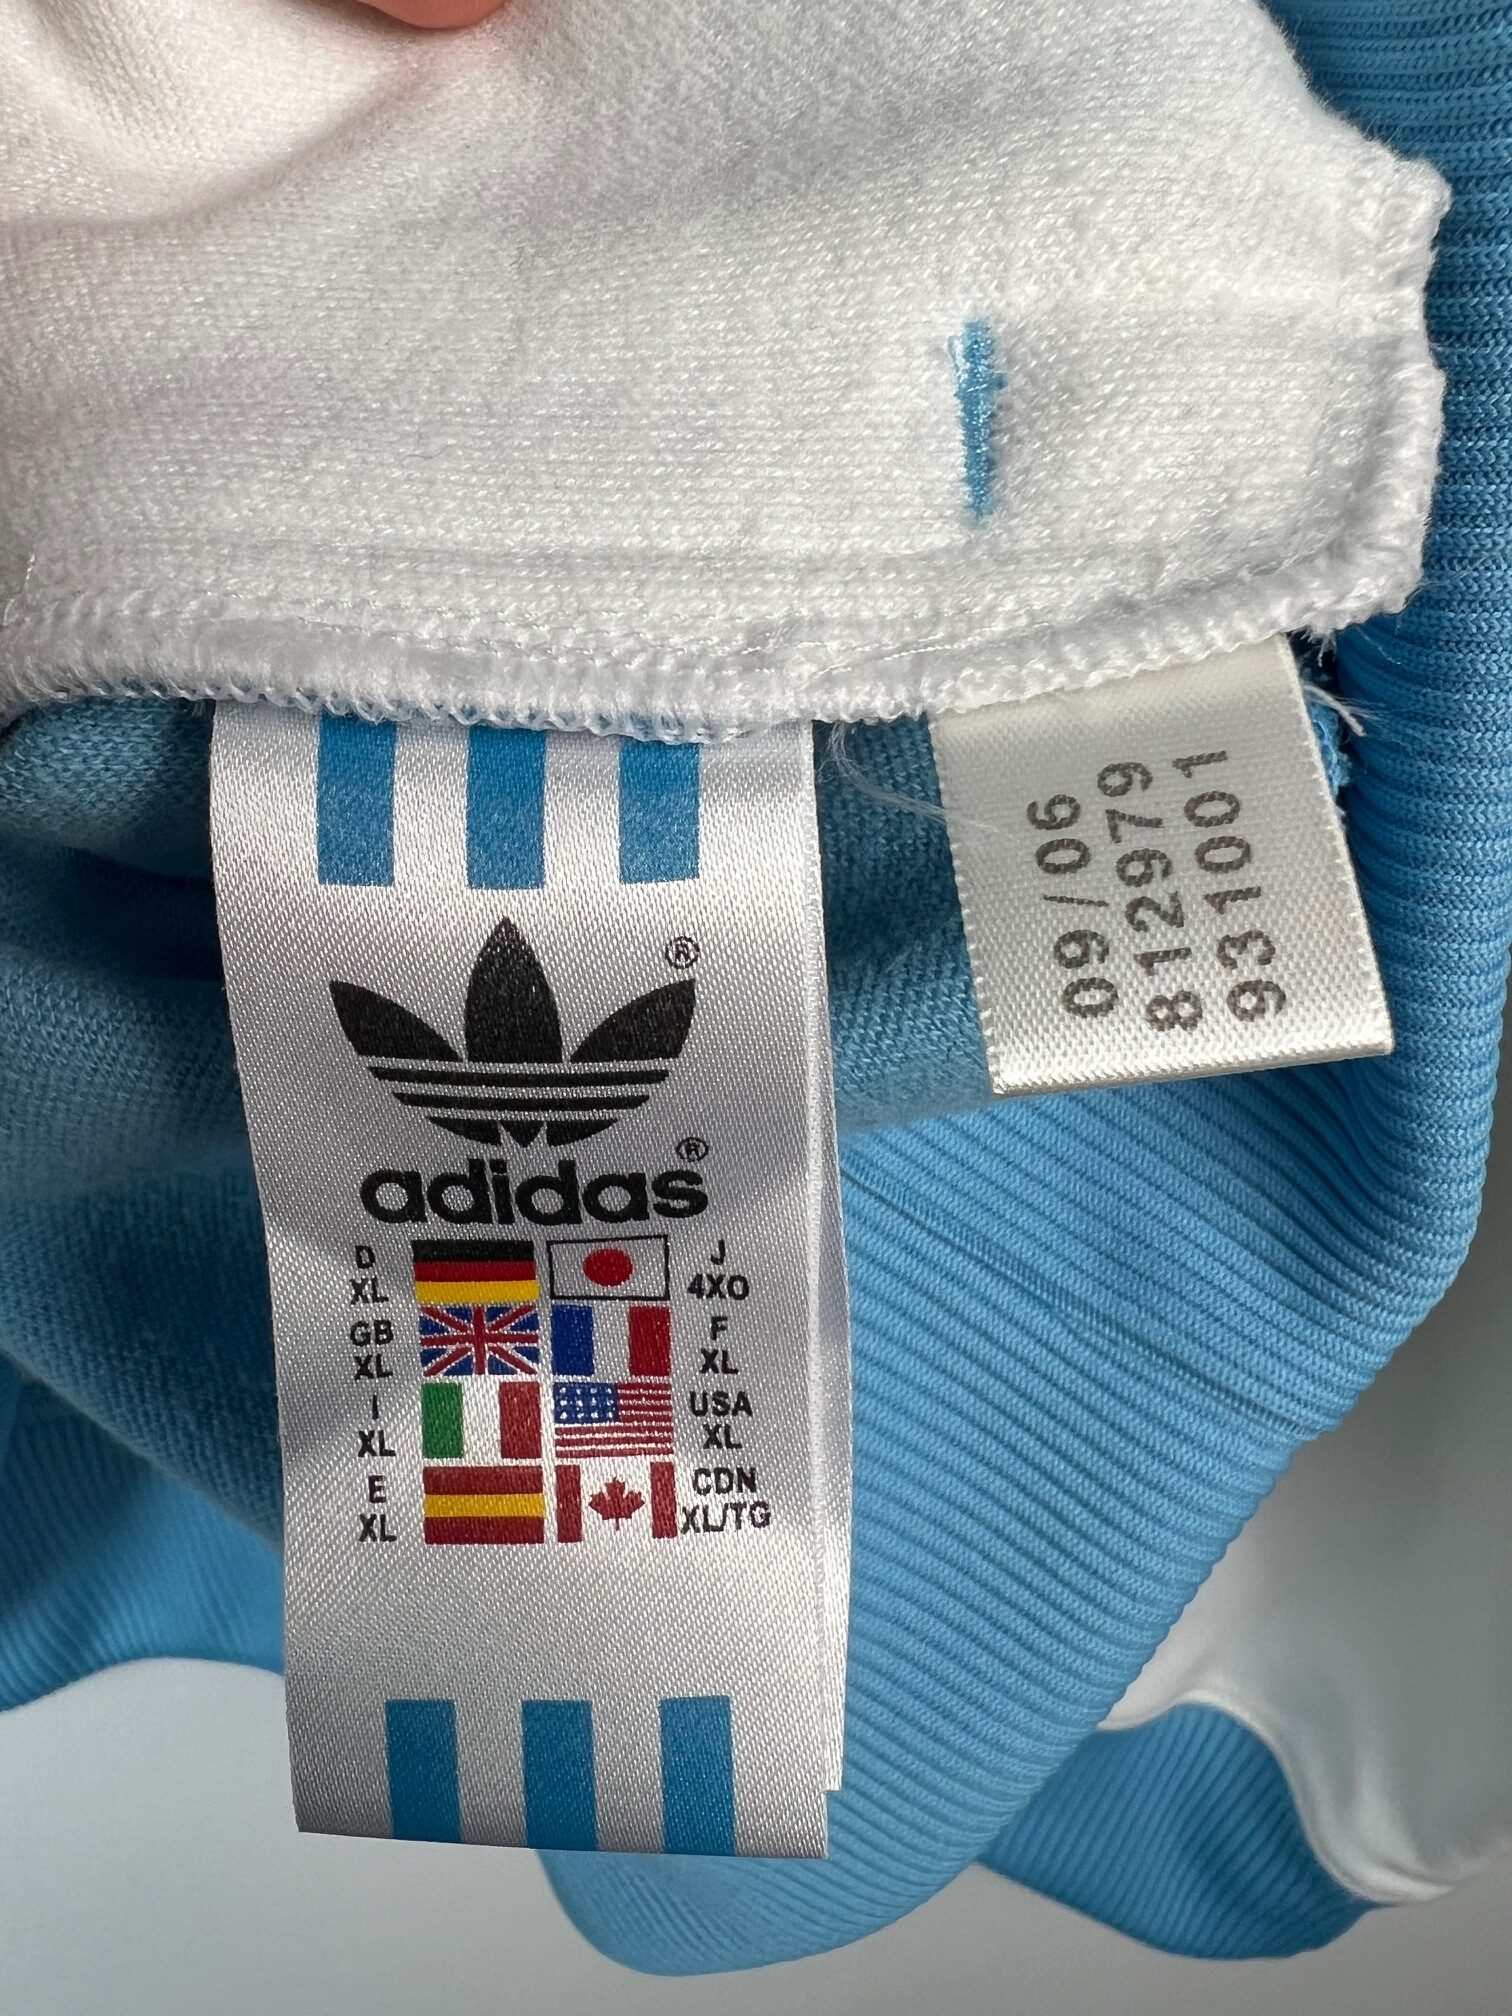 ®
adidas®
D
XL
J
4XO
GB
XL
F
XL
I
XL
USA
XL
E
XL
CDN
XL/TG
09/06
812979
931001